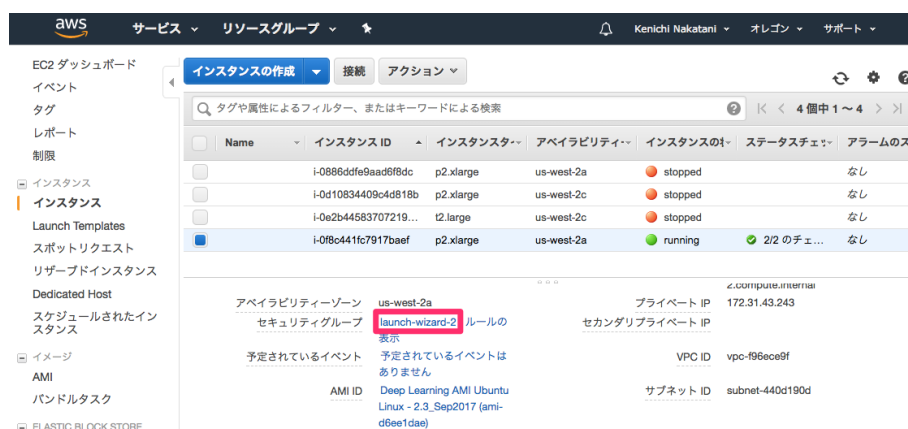 aws サービス リソースグループ Kenichi Nakatani オレゴン サポート
EC2 ダッシュボード
イベント
タグ
レポート
制限
インスタンス
インスタンス
Launch Templates
スポットリクエスト
リザーブドインスタンス
Dedicated Host
スケジュールされたイン
スタンス
イメージ
AMI
バンドルタスク
ELASTIC BLOCK STORE
インスタンスの作成 接続 アクション
タグや属性によるフィルター、またはキーワードによる検索 4 個中 1 ~ 4
Name インスタンス ID インスタンスタ アベイラビリティ インスタンスの ステータスチェ アラームのス
i-0886ddfe9aad6f8dc p2.xlarge us-west-2a stopped なし
i-0d10834409c4d818b p2.xlarge us-west-2c stopped なし
i-0e2b44583707219... t2.large us-west-2c stopped なし
i-0f8c441fc7917baef p2.xlarge us-west-2a running 2/2 のチェ... なし
2.compute.internal
アベイラビリティーゾーン us-west-2a プライベート IP 172.31.43.243
セキュリティグループ launch-wizard-2 ルールの セカンダリプライベート IP
表示
予定されているイベント 予定されているイベントは VPC ID vpc-f96ece9f
ありません
AMI ID Deep Learning AMI Ubuntu サブネット ID subnet-440d190d
Linux - 2.3_Sep2017 (ami-
d6ee1dae)